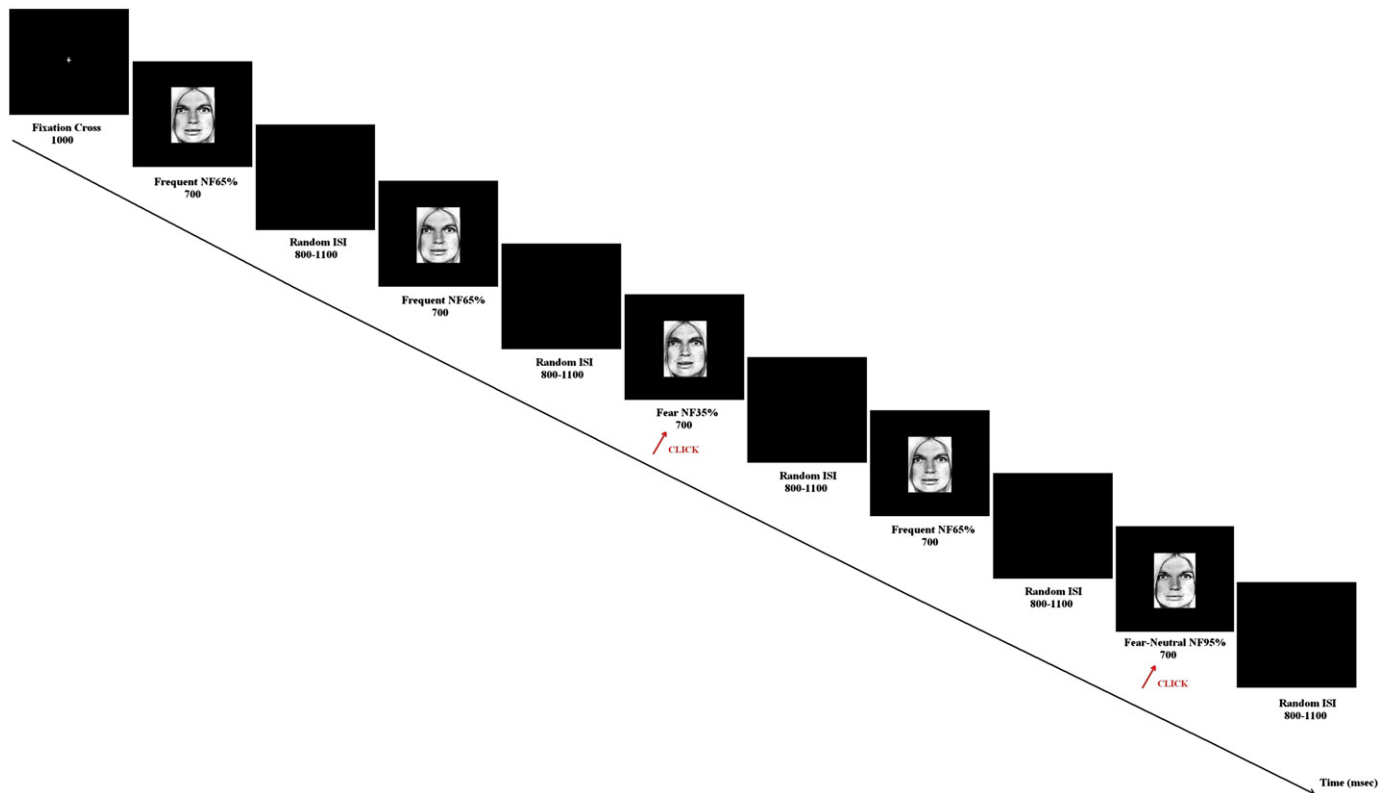 Fixation Cross
1000
Frequent NF65%
700
Random ISI
800-1100
Frequent NF65%
700
Random ISI
800-1100
Fear NF35%
700
CLICK
Random ISI
800-1100
Frequent NF65%
700
Random ISI
800-1100
Fear-Neutral NF95%
700
CLICK
Random ISI
800-1100
Time (msec)